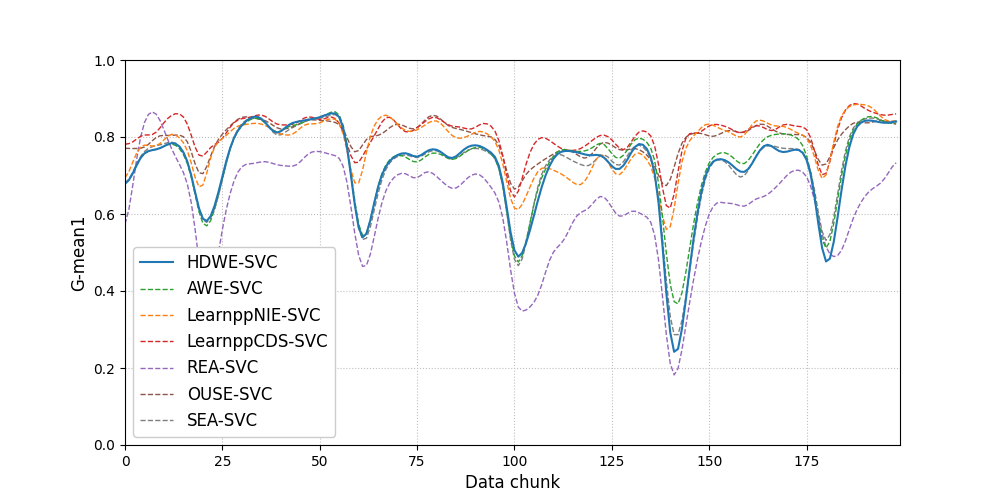 1.0
0.8
0.6
0.4
0.2
0.0
G-mean1
HDWE-SVC
AWE-SVC
LearnppNIE-SVC
LearnppCDS-SVC
REA-SVC
OUSE-SVC
SEA-SVC
0 25 50 75 100 125 150 175
Data chunk